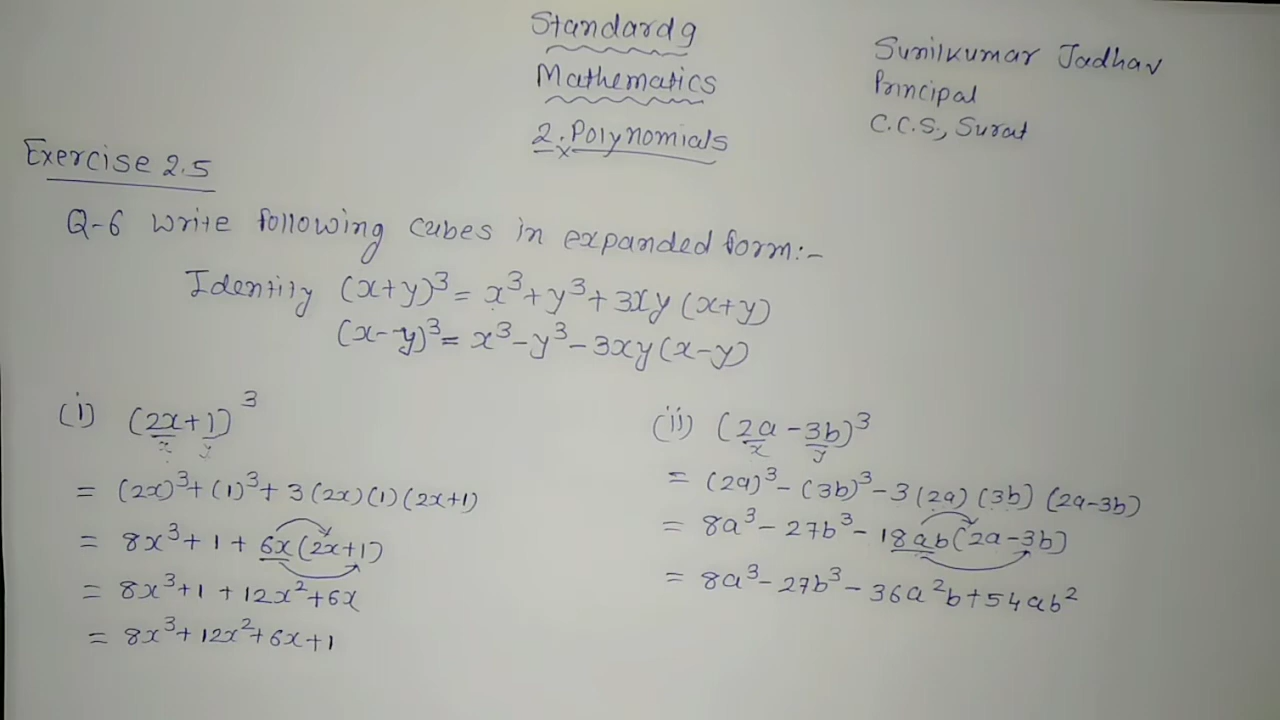 Standard 9
Mathematics
2. Polynomials
Sunilkumar Jadhav
Principal
C.C.S., Surat
Exercise 2.5
Q-6 Write following cubes in expanded form:-
Identity (x+y)³ = x³+y³+3xy(x+y)
(x-y)³ = x³-y³-3xy(x-y)
(i) (2x+1)³
x y
= (2x)³+(1)³+3(2x)(1)(2x+1)
= 8x³+1+6x(2x+1)
= 8x³+1+12x²+6x
= 8x³+12x²+6x+1
(ii) (2a-3b)³
x y
= (2a)³-(3b)³-3(2a)(3b)(2a-3b)
= 8a³-27b³-18ab(2a-3b)
= 8a³-27b³-36a²b+54ab²